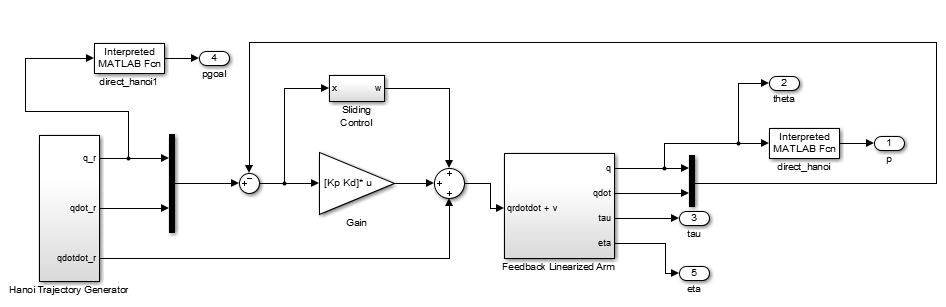 Interpreted
MATLAB Fcn
direct_hanoi1
4
pgoal
x
w
Sliding
Control
2
theta
Interpreted
MATLAB Fcn
direct_hanoi
1
p
q_r
qdot_r
qdotdot_r
Hanoi Trajectory Generator
+
−
[Kp Kd]* u
Gain
+
+
+
qrdotdot + v
q
qdot
tau
eta
Feedback Linearized Arm
3
tau
5
eta